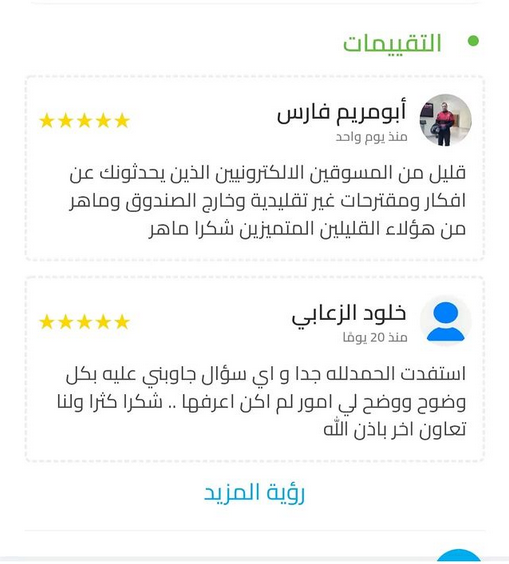 التقييمات
أبومريم فارس
منذ يوم واحد
قليل من المسوقين الالكترونيين الذين يحدثونك عن
افكار ومقترحات غير تقليدية وخارج الصندوق وماهر
من هؤلاء القليلين المتميزين شكرا ماهر
خلود الزعابي
منذ 20 يومًا
استفدت الحمدلله جدا و اي سؤال جاوبني عليه بكل
وضوح ووضح لي امور لم اكن اعرفها .. شكرا كثرا ولنا
تعاون اخر باذن الله
رؤية المزيد